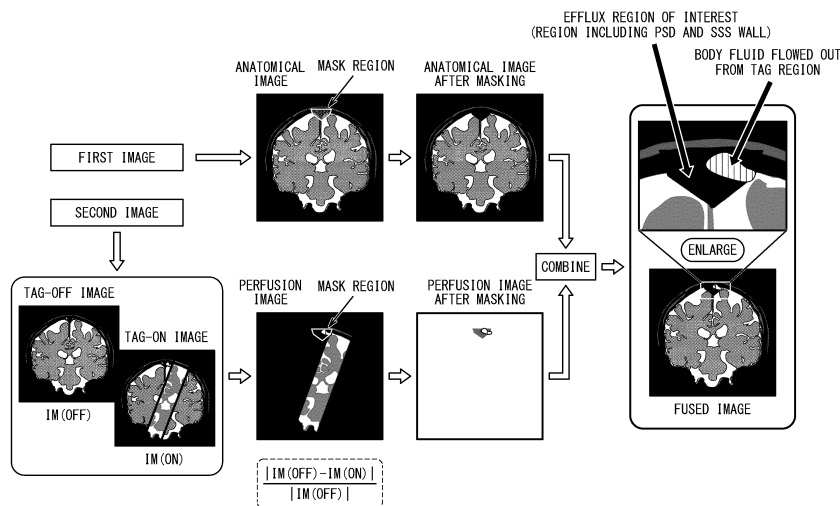 EFFLUX REGION OF INTEREST
(REGION INCLUDING PSD AND SSS WALL)
BODY FLUID FLOWED OUT
FROM TAG REGION
ANATOMICAL
IMAGE
MASK REGION
ANATOMICAL IMAGE
AFTER MASKING
FIRST IMAGE
SECOND IMAGE
ENLARGE
COMBINE
TAG-OFF IMAGE
TAG-ON IMAGE
IM(OFF)
IM(ON)
PERFUSION
IMAGE
MASK REGION
PERFUSION IMAGE
AFTER MASKING
FUSED IMAGE
|IM(OFF)-IM(ON)|
|IM(OFF)|